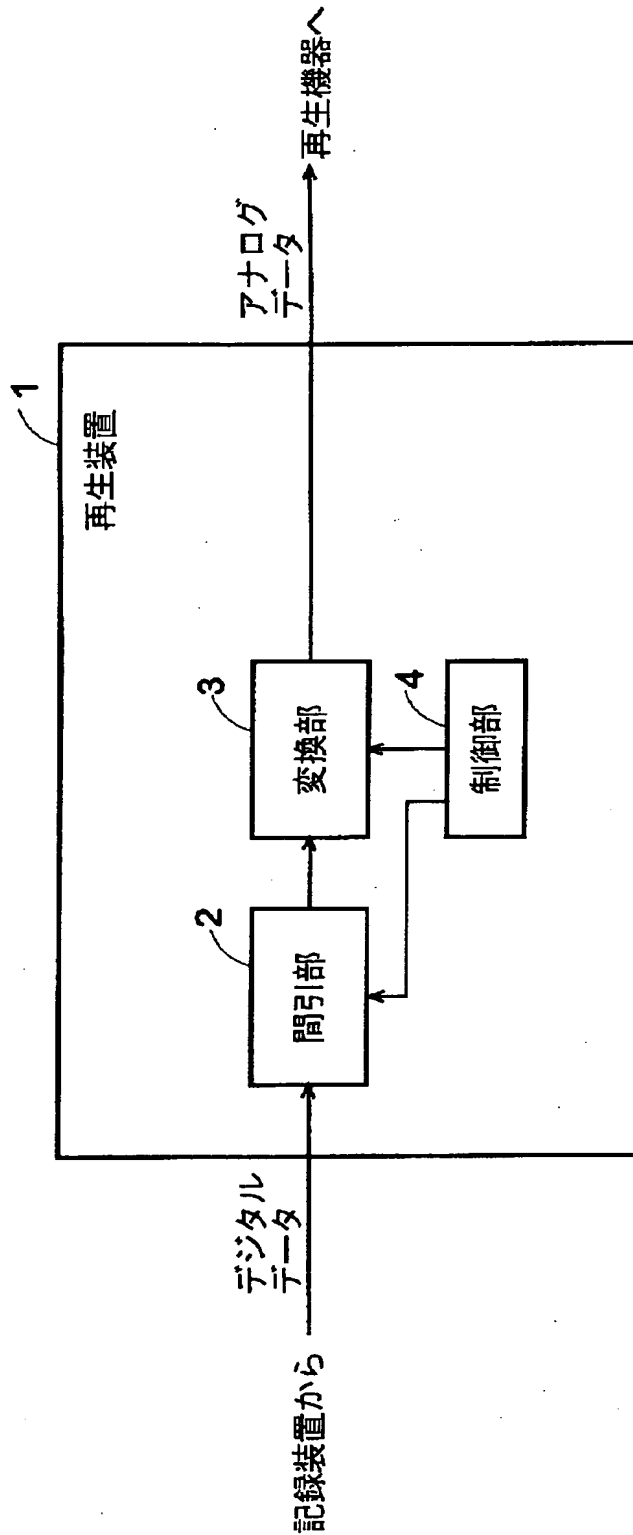 1
再生装置
記録装置から
デジタル
データ
2
間引部
3
変換部
4
制御部
アナログ
データ
再生機器へ